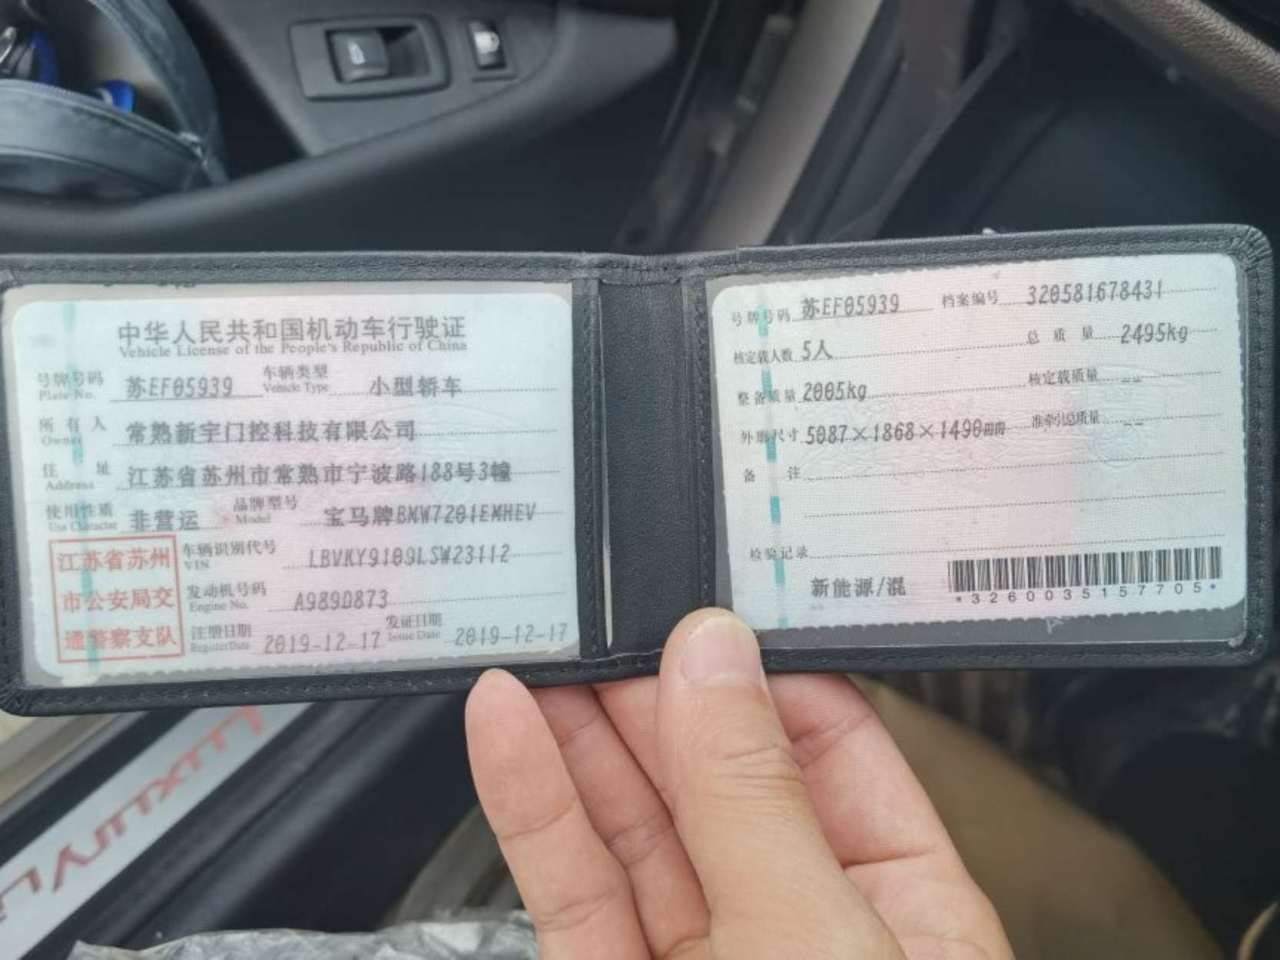 中华人民共和国机动车行驶证
Vehicle License of the People's Republic of China
号牌号码 苏EF05939 车辆类型 小型轿车
Plate No. Vehicle Type
所有人 常熟新宇门控科技有限公司
Owner
住址 江苏省苏州市常熟市宁波路188号3幢
Address
使用性质 非营运 品牌型号 宝马牌BMW7201EMHEV
Use Character Model
江苏省苏州
市公安局交
通警察支队
车辆识别代号 LBVKY9109LSW23112
VIN
发动机号码 A989D873
Engine No.
注册日期 2019-12-17 发证日期 2019-12-17
Register Date Issue Date
号牌号码 苏EF05939 档案编号 320581678431
核定载人数 5人 总质量 2495kg
整备质量 2005kg 核定载质量 --
外廓尺寸 5087×1868×1490mm 准牵引总质量 --
备注
检验记录
新能源/混
*3260035157705*
LUXURY